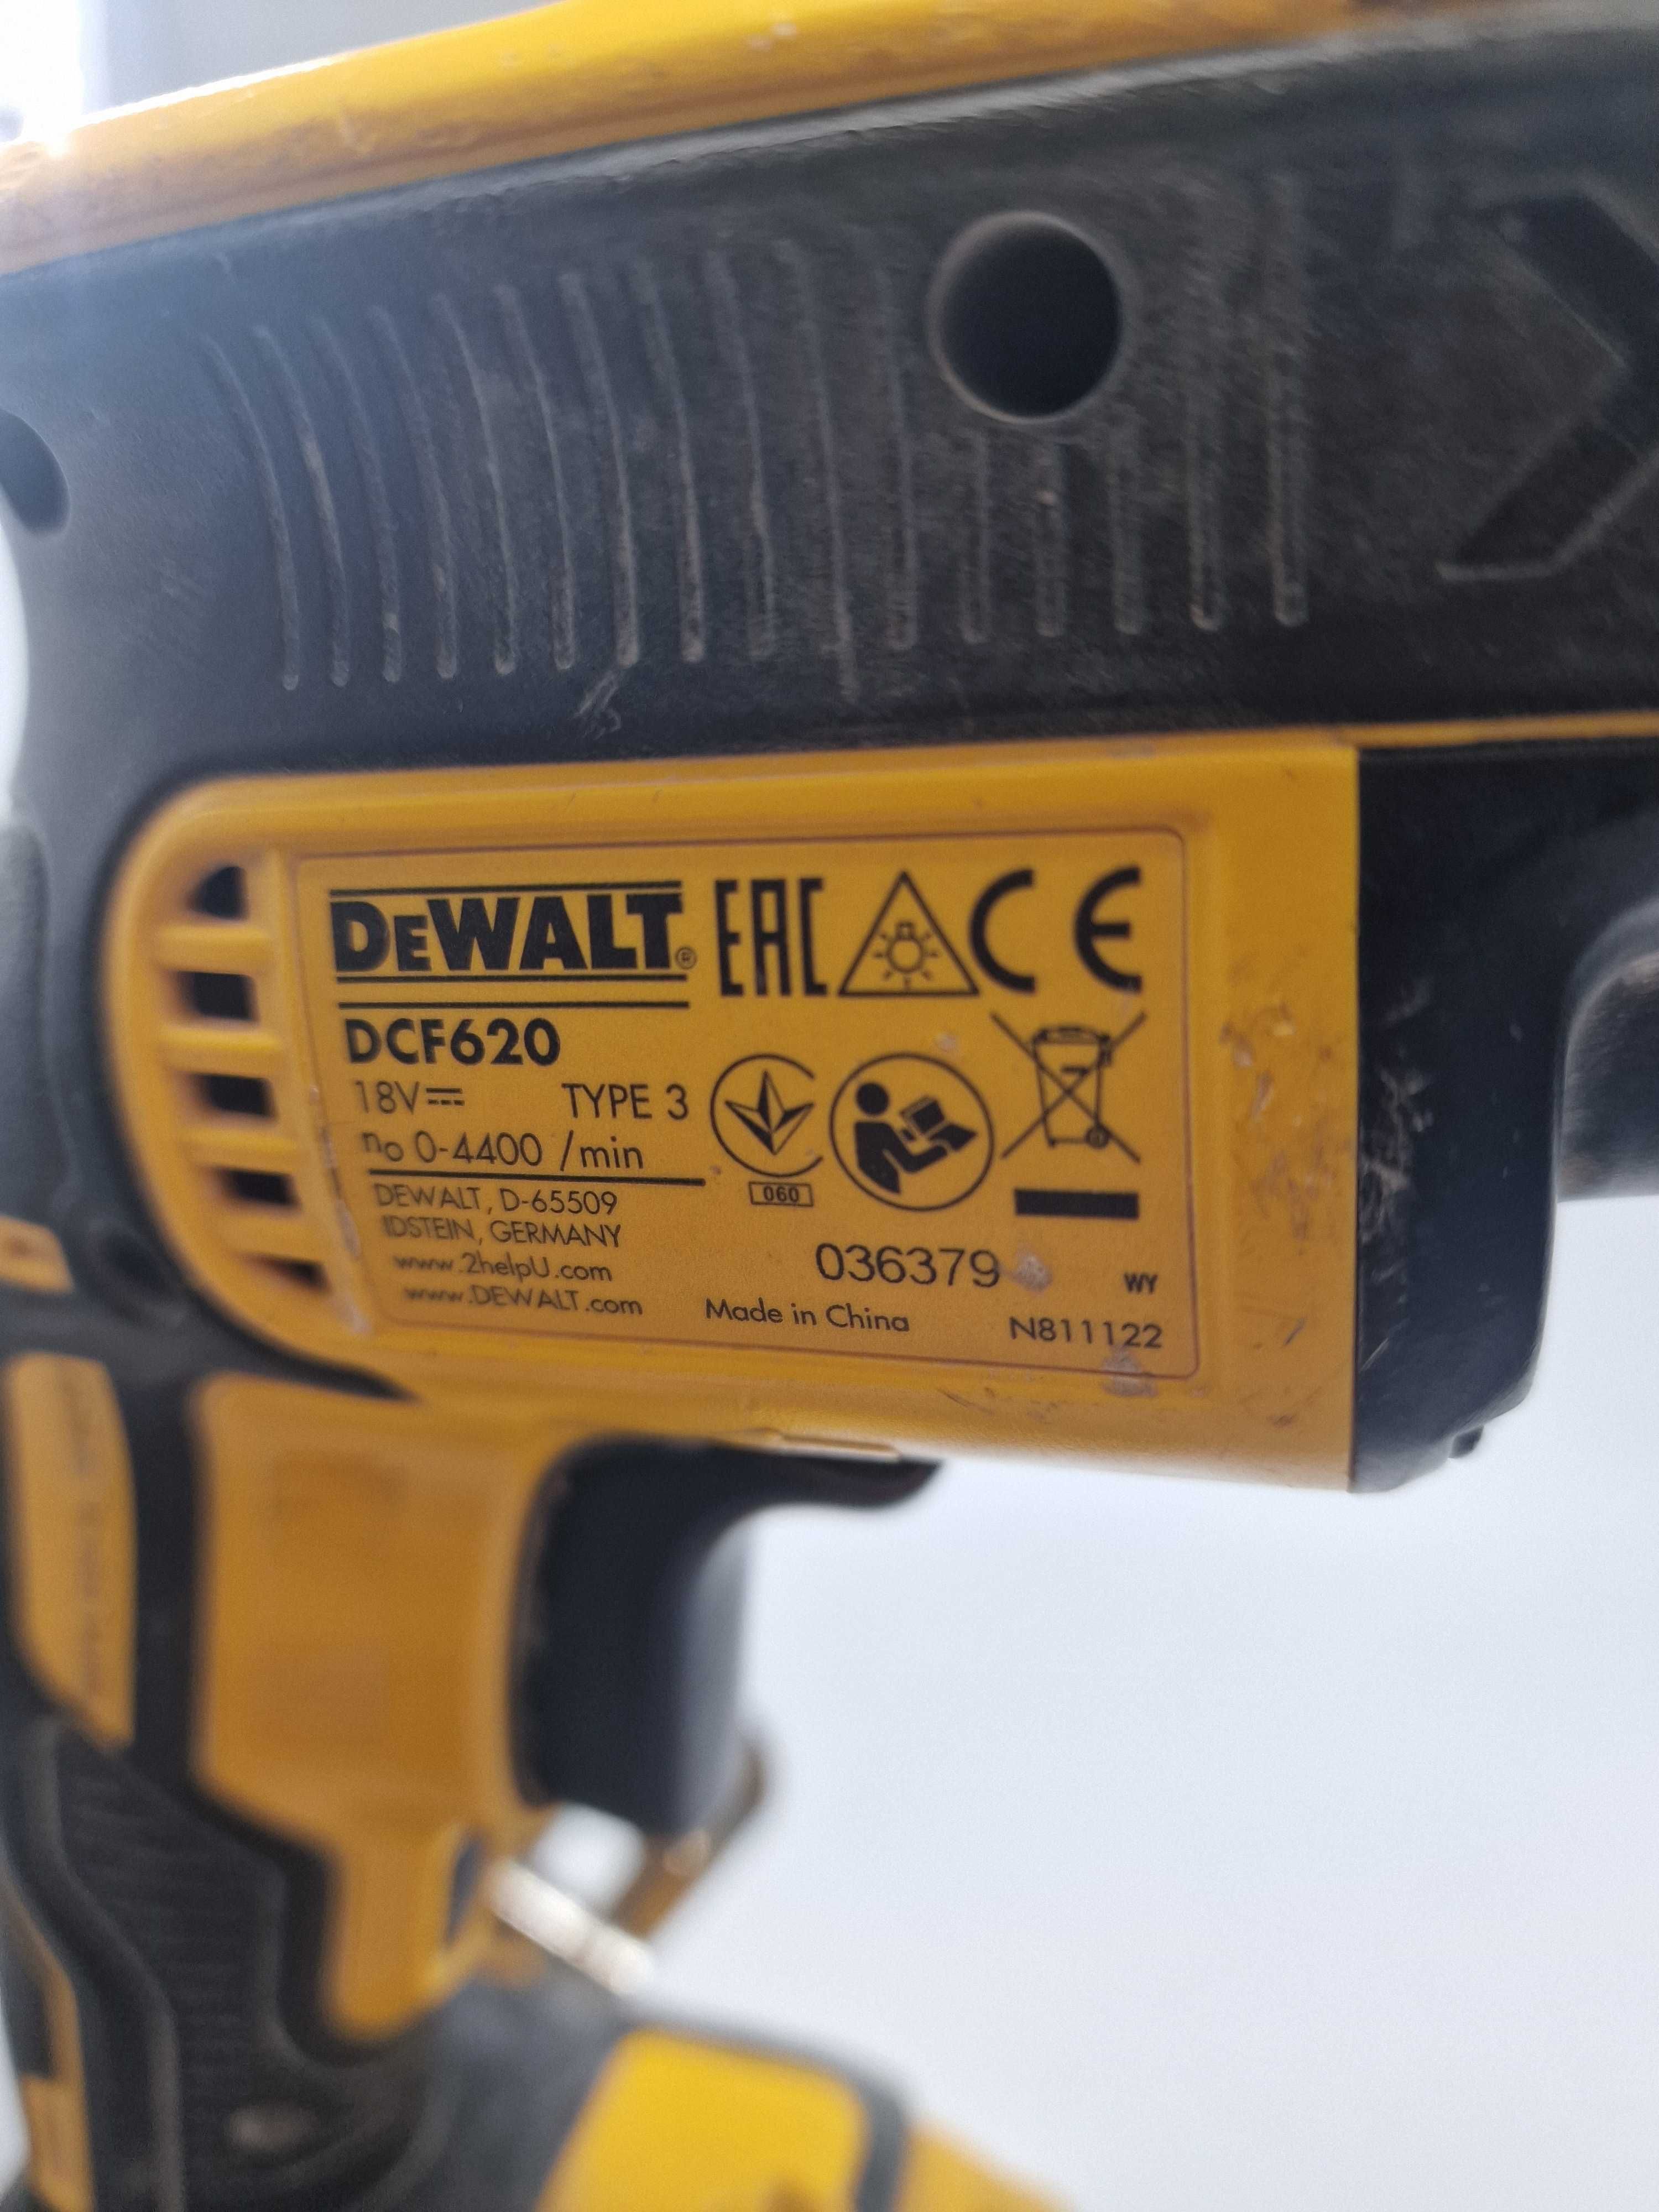 DEWALT® EAC CE
DCF620
18V TYPE 3
n₀ 0-4400 /min
060
DEWALT, D-65509
IDSTEIN, GERMANY
www.2helpU.com
www.DEWALT.com
036379
WY
Made in China
N811122